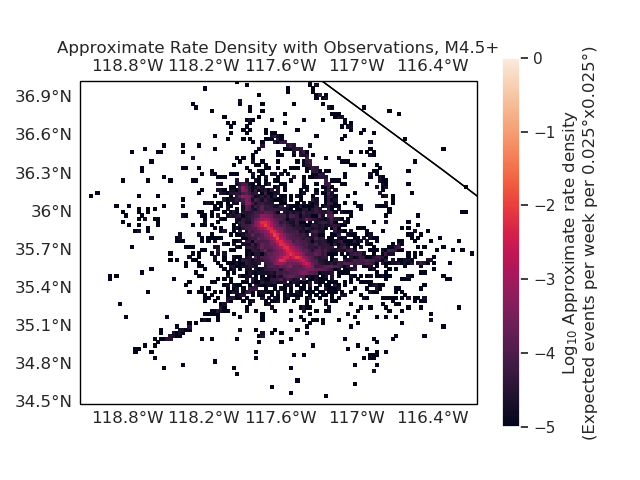 Approximate Rate Density with Observations, M4.5+
118.8°W 118.2°W 117.6°W 117°W 116.4°W
36.9°N
36.6°N
36.3°N
36°N
35.7°N
35.4°N
35.1°N
34.8°N
34.5°N
118.8°W 118.2°W 117.6°W 117°W 116.4°W
0
−1
−2
−3
−4
−5
Log₁₀ Approximate rate density
(Expected events per week per 0.025°x0.025°)